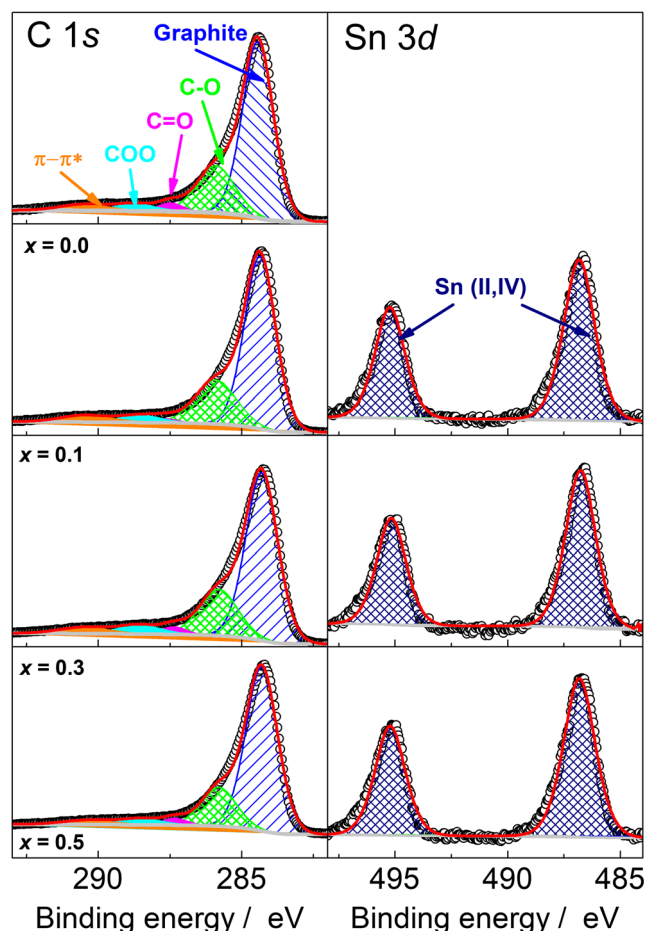 C 1s
Sn 3d
Graphite
C-O
C=O
COO
π–π*
x = 0.0
Sn (II,IV)
x = 0.1
x = 0.3
x = 0.5
290
285
495
490
485
Binding energy / eV
Binding energy / eV